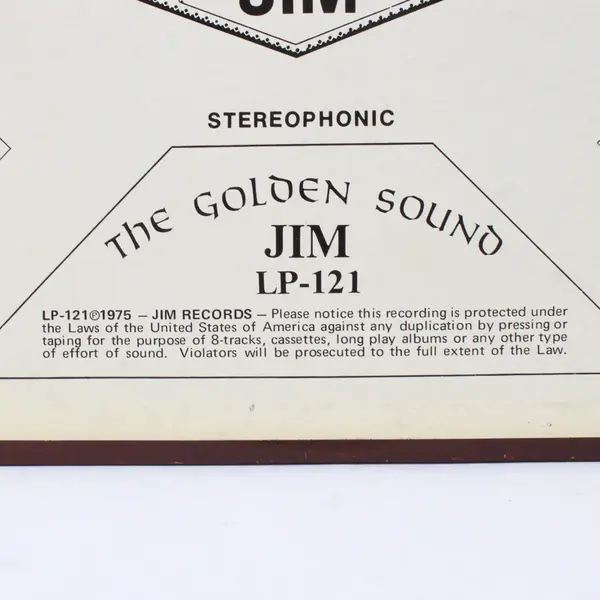 JIM
STEREOPHONIC
THE GOLDEN SOUND
JIM
LP-121
LP-121℗1975 – JIM RECORDS – Please notice this recording is protected under
the Laws of the United States of America against any duplication by pressing or
taping for the purpose of 8-tracks, cassettes, long play albums or any other type
of effort of sound. Violators will be prosecuted to the full extent of the Law.